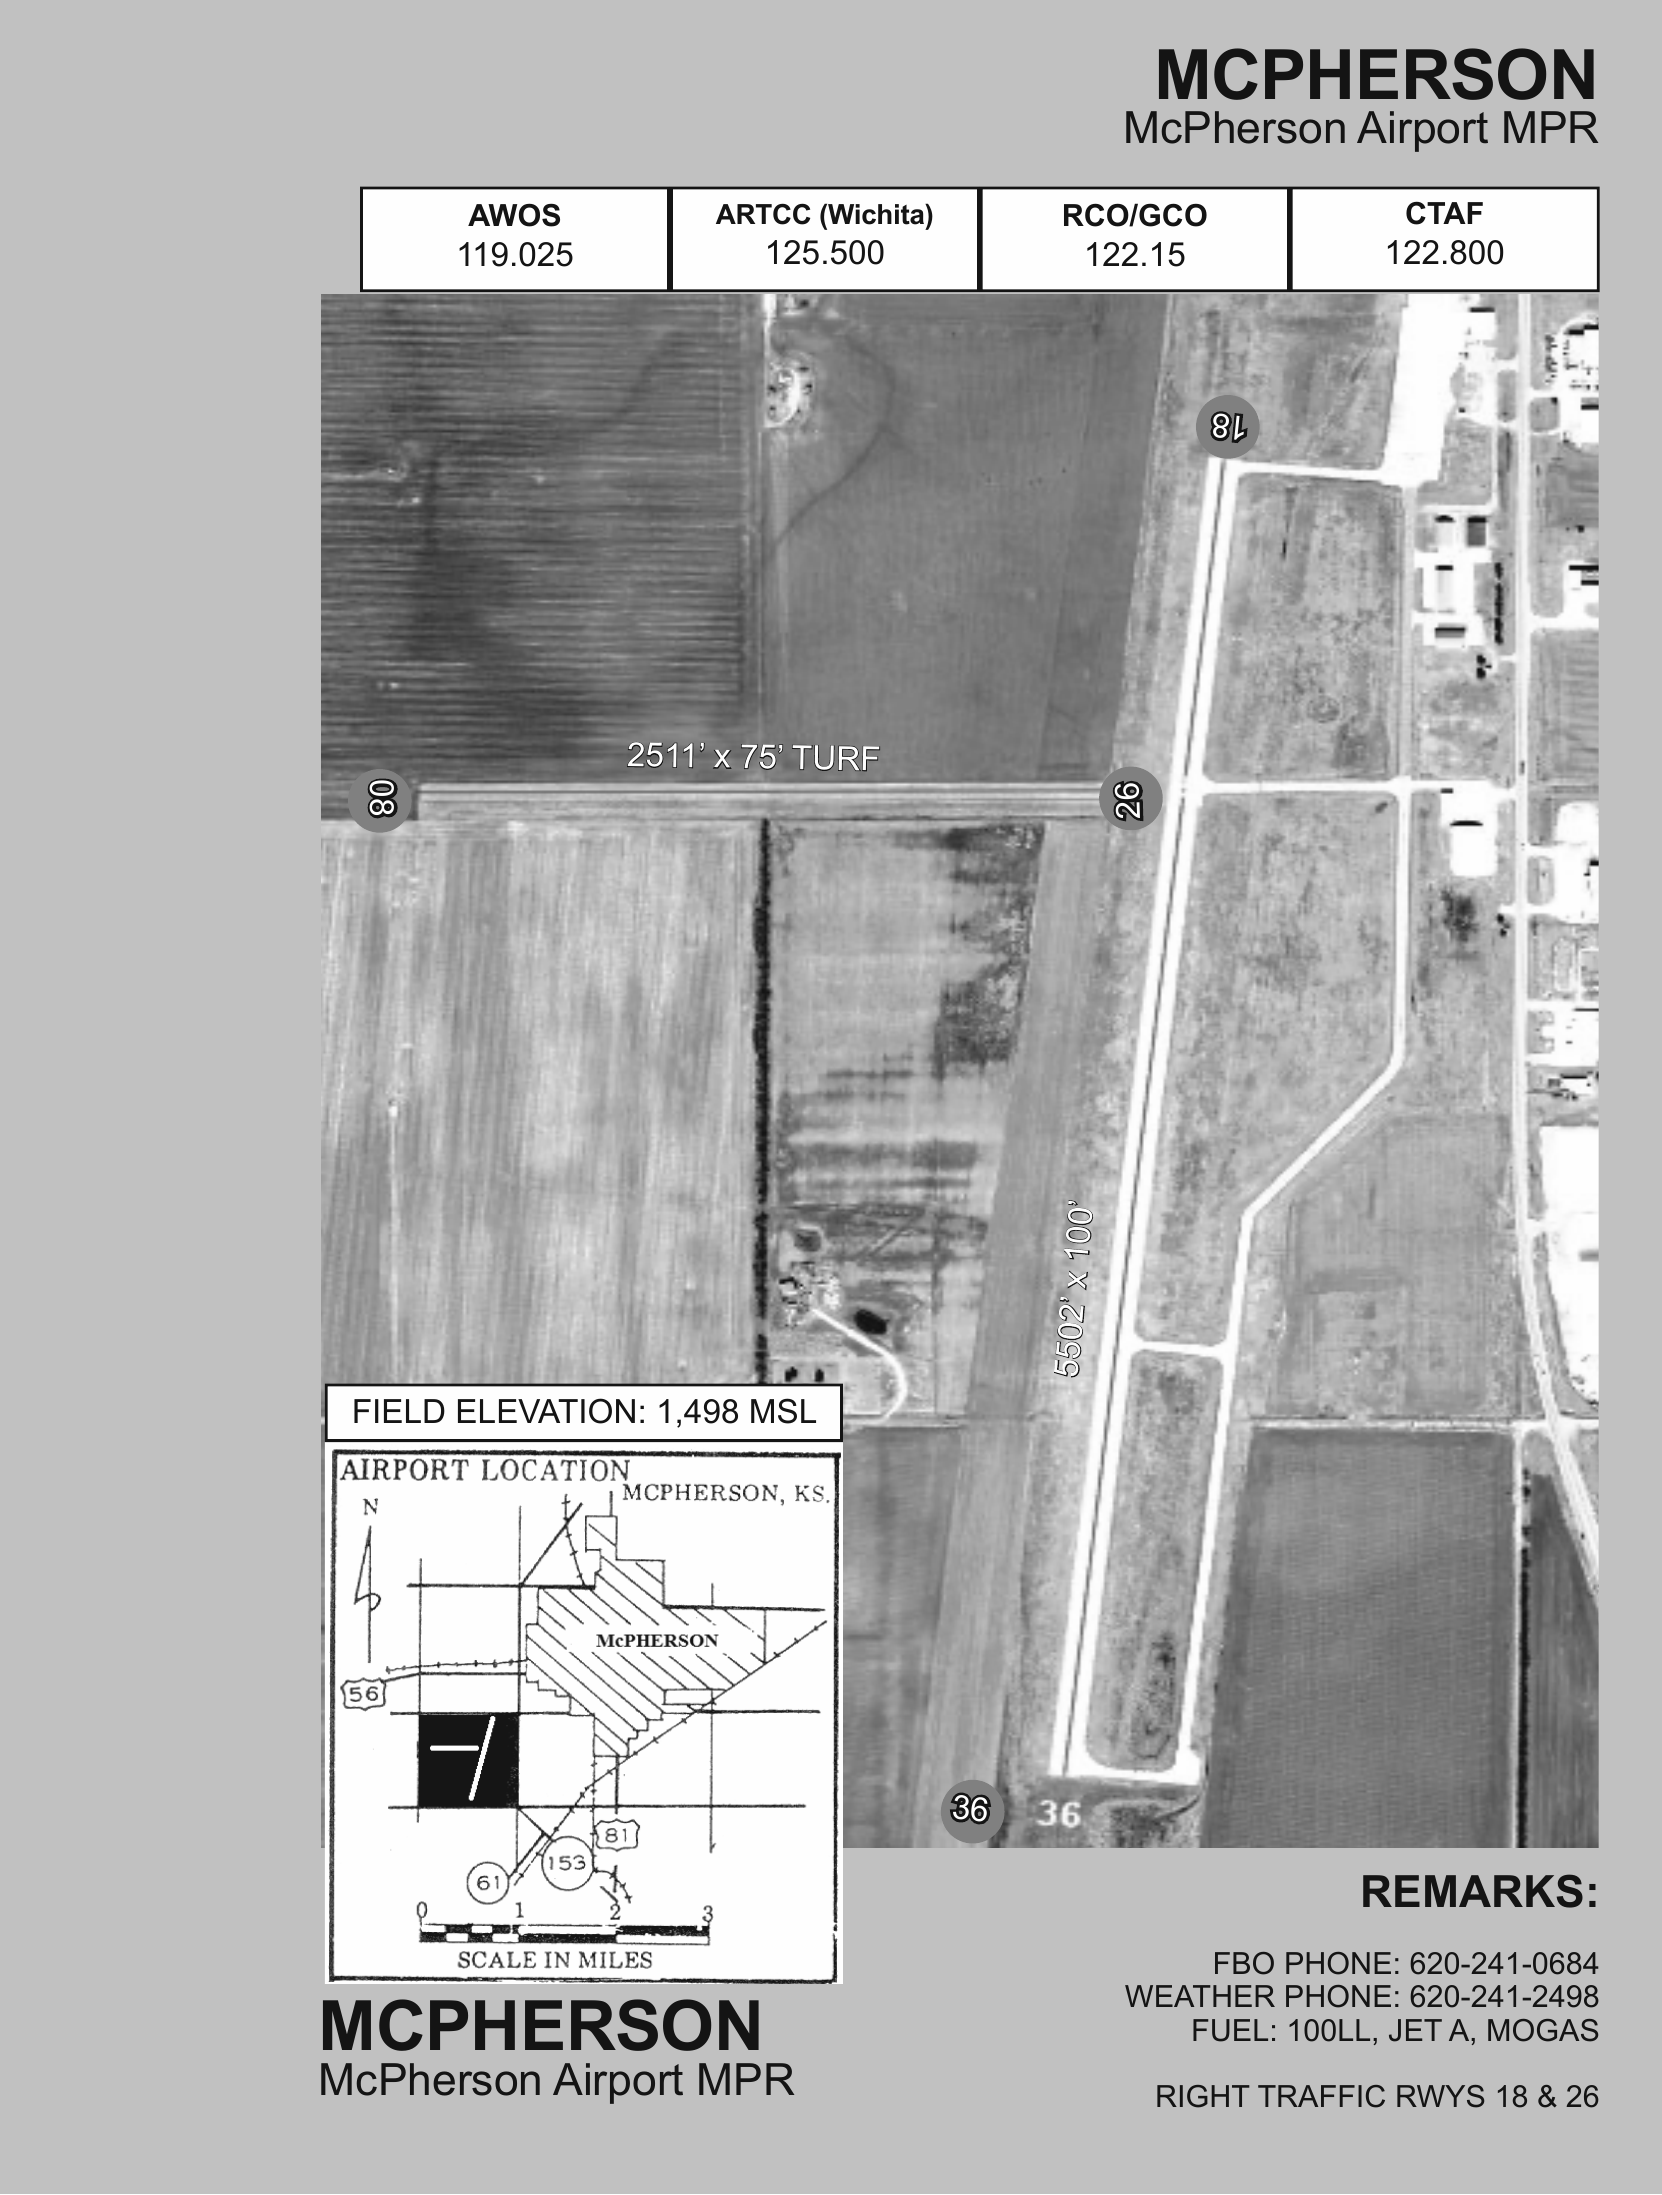 MCPHERSON
McPherson Airport MPR
AWOS
119.025
ARTCC (Wichita)
125.500
RCO/GCO
122.15
CTAF
122.800
18
2511’ x 75’ TURF
08
26
5502’ x 100’
36
36
FIELD ELEVATION: 1,498 MSL
AIRPORT LOCATION
MCPHERSON, KS.
N
McPHERSON
56
81
153
61
0 1 2 3
SCALE IN MILES
MCPHERSON
McPherson Airport MPR
REMARKS:
FBO PHONE: 620-241-0684
WEATHER PHONE: 620-241-2498
FUEL: 100LL, JET A, MOGAS
RIGHT TRAFFIC RWYS 18 & 26